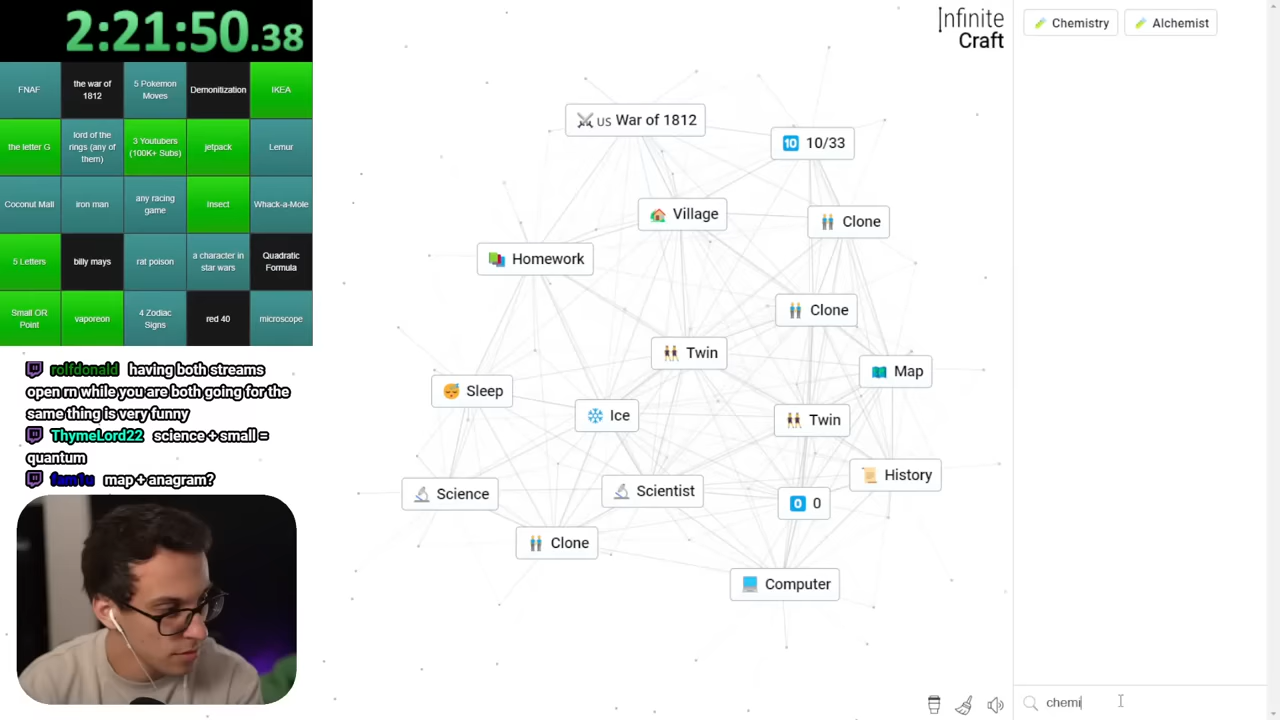 2:21:50.38
FNAF
the war of
1812
5 Pokemon
Moves
Demonitization
IKEA
the letter G
lord of the
rings (any of
them)
3 Youtubers
(100K+ Subs)
jetpack
Lemur
Coconut Mall
iron man
any racing
game
Insect
Whack-a-Mole
5 Letters
billy mays
rat poison
a character in
star wars
Quadratic
Formula
Small OR
Point
vaporeon
4 Zodiac
Signs
red 40
microscope
rolfdonald having both streams
open rn while you are both going for the
same thing is very funny
ThymeLord22 science + small =
quantum
map + anagram?
Infinite
Craft
US War of 1812
10 10/33
Village
Clone
Homework
Clone
Twin
Map
Sleep
Ice
Twin
History
Science
Scientist
0 0
Clone
Computer
Chemistry
Alchemist
chemi